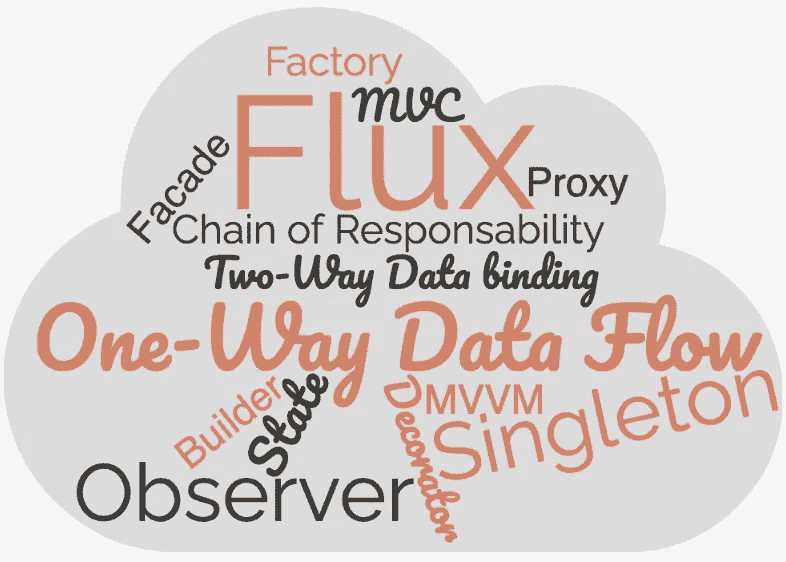 Factory
MVC
Flux
Facade
Proxy
Chain of Responsability
Two-Way Data binding
One-Way Data Flow
Builder
State
Decorator
MVVM
Singleton
Observer